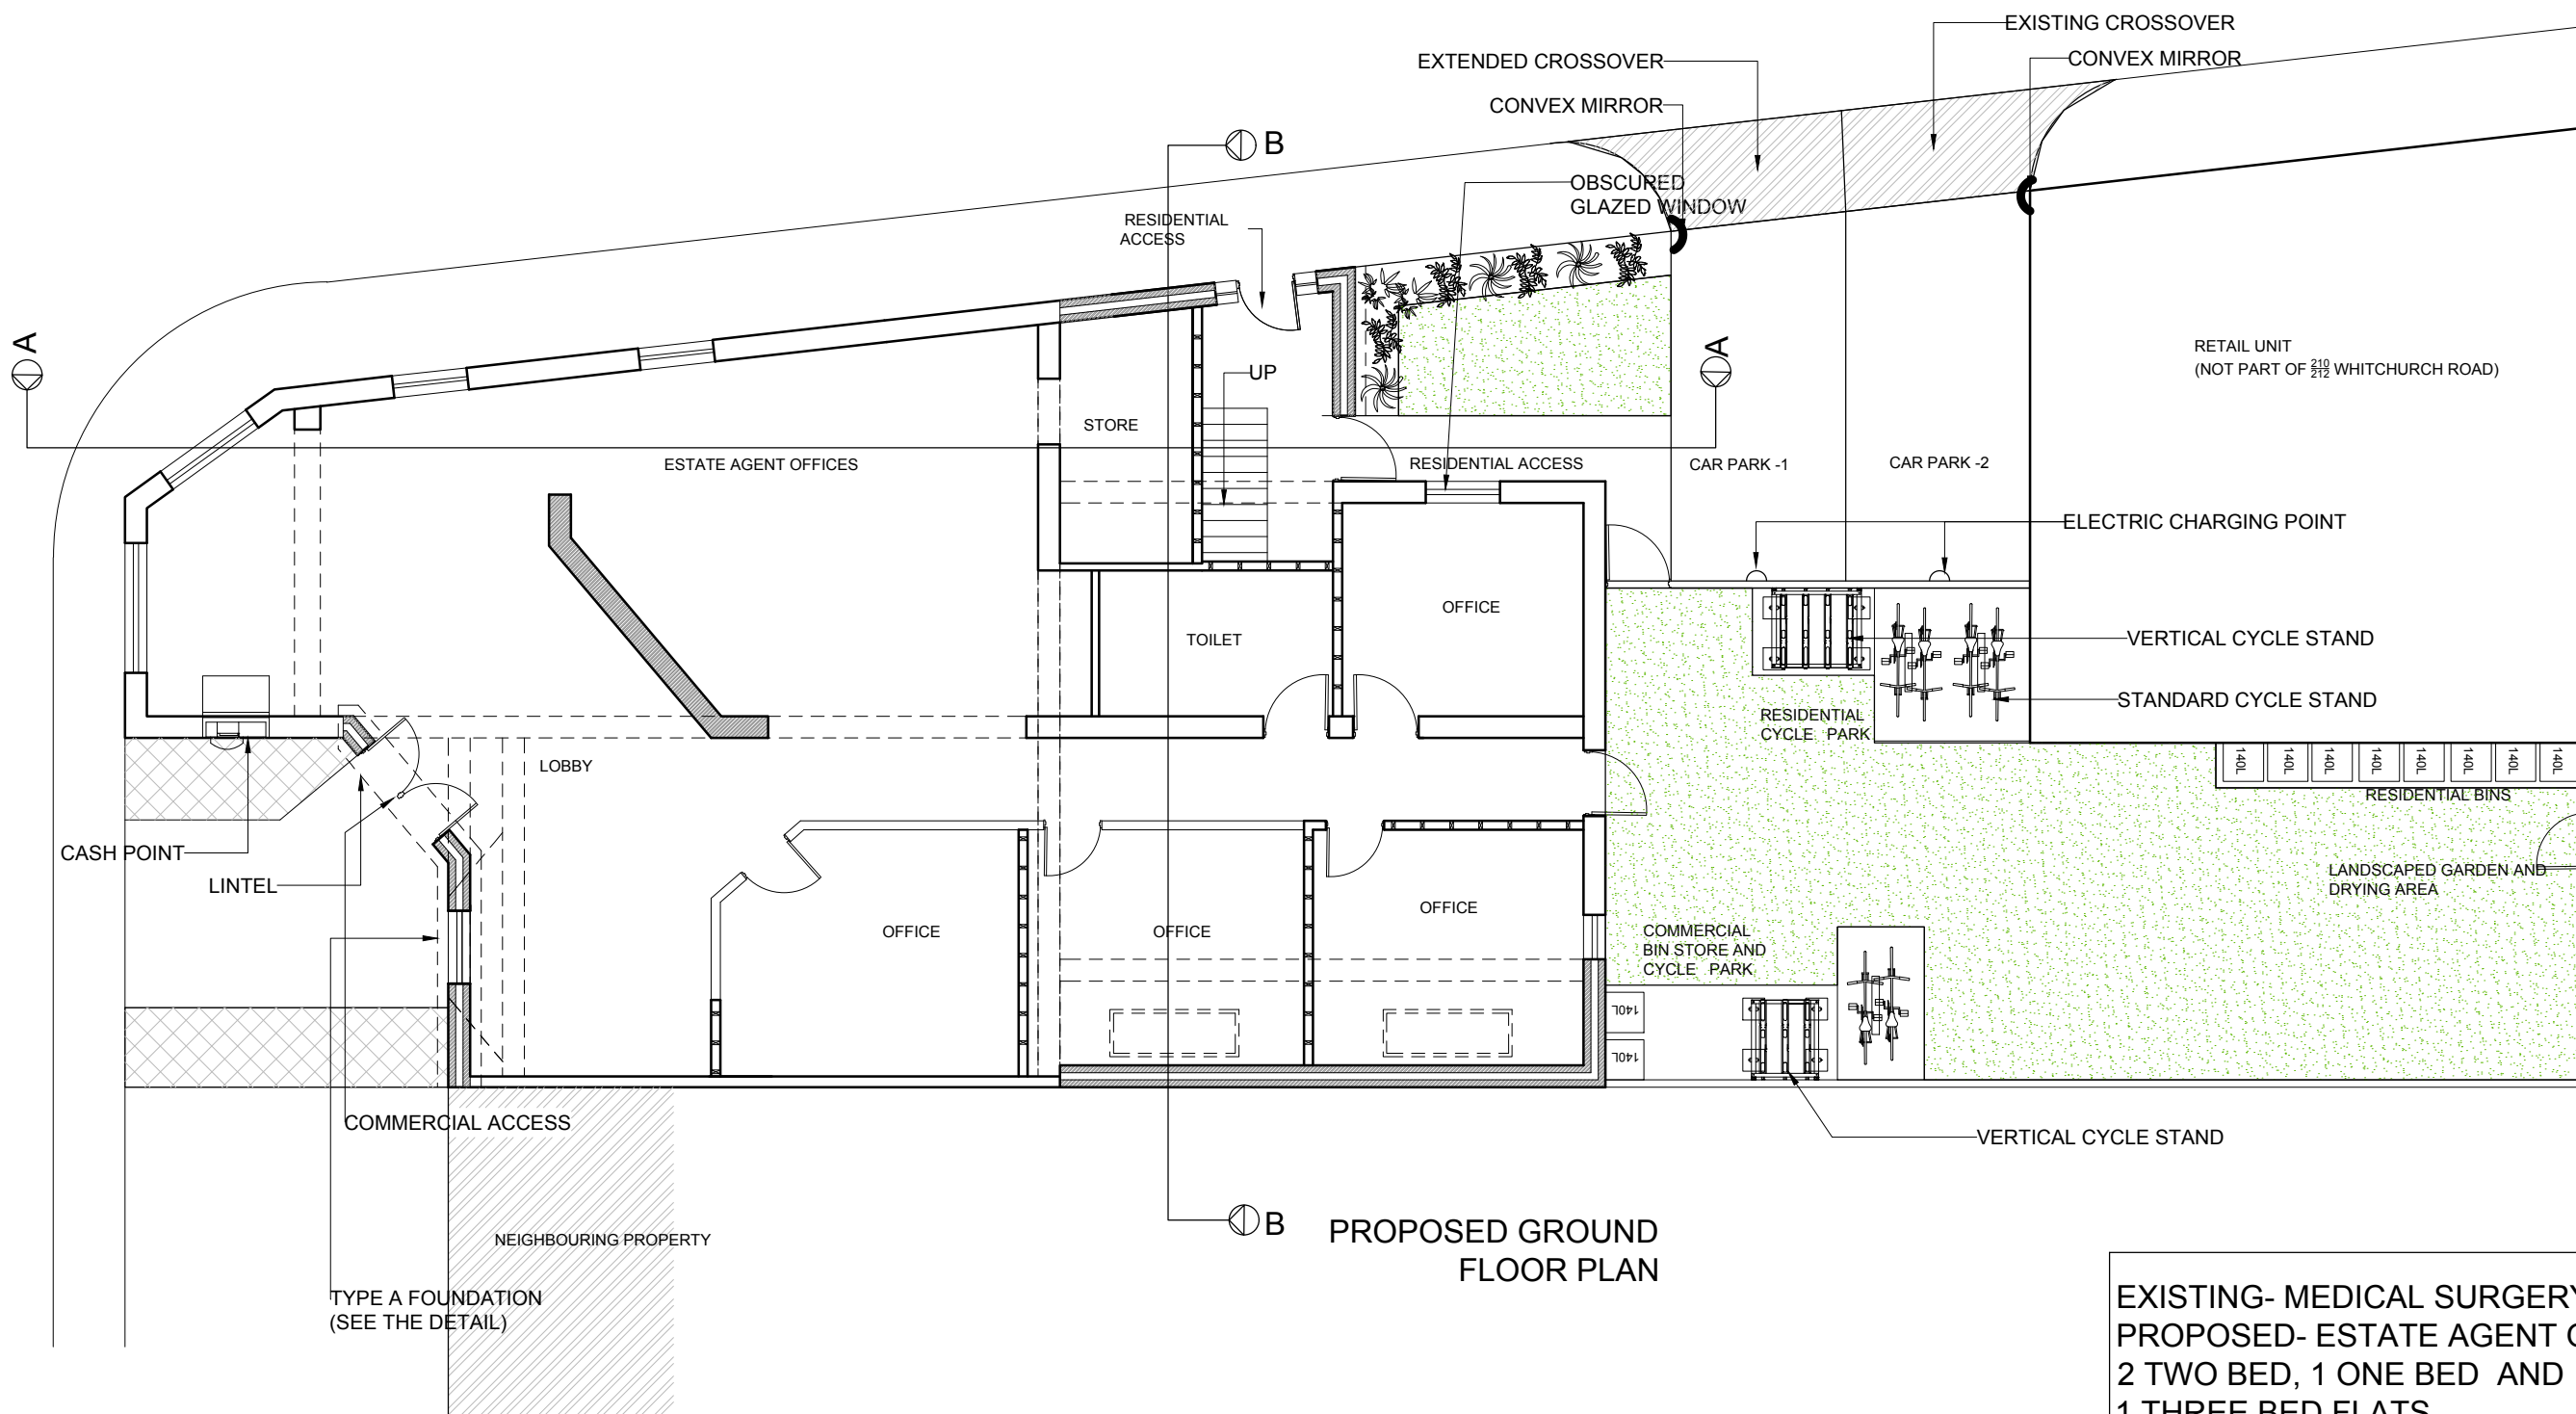 EXISTING CROSSOVER
EXTENDED CROSSOVER
CONVEX MIRROR
CONVEX MIRROR
B
OBSCURED
GLAZED WINDOW
RESIDENTIAL
ACCESS
A
A
RETAIL UNIT
(NOT PART OF 210/212 WHITCHURCH ROAD)
UP
STORE
ESTATE AGENT OFFICES
RESIDENTIAL ACCESS
CAR PARK -1
CAR PARK -2
ELECTRIC CHARGING POINT
OFFICE
TOILET
VERTICAL CYCLE STAND
STANDARD CYCLE STAND
RESIDENTIAL
CYCLE PARK
LOBBY
140L
140L
140L
140L
140L
140L
140L
140L
RESIDENTIAL BINS
CASH POINT
LINTEL
LANDSCAPED GARDEN AND
DRYING AREA
OFFICE
OFFICE
OFFICE
COMMERCIAL
BIN STORE AND
CYCLE PARK
140L
140L
COMMERCIAL ACCESS
VERTICAL CYCLE STAND
NEIGHBOURING PROPERTY
B
PROPOSED GROUND
FLOOR PLAN
TYPE A FOUNDATION
(SEE THE DETAIL)
EXISTING- MEDICAL SURGERY
PROPOSED- ESTATE AGENT
2 TWO BED, 1 ONE BED AND
1 THREE BED FLATS